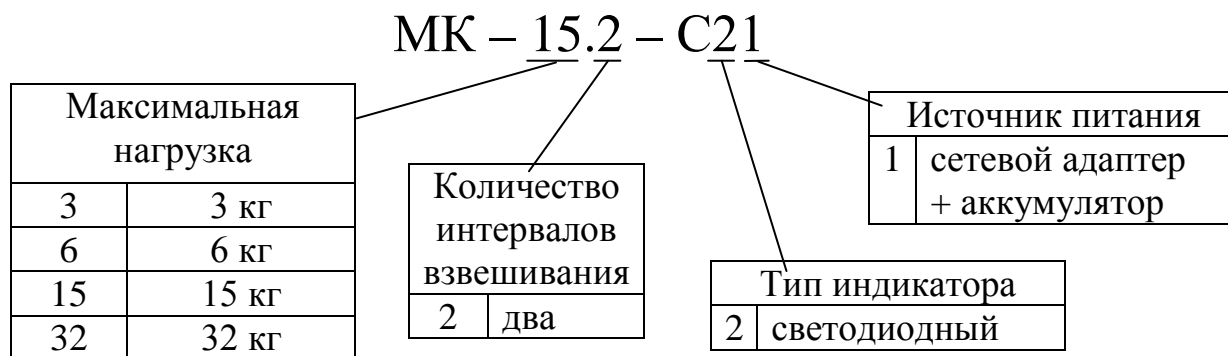 МК – 15.2 – С21
Максимальная
нагрузка
3 3 кг
6 6 кг
15 15 кг
32 32 кг
Количество
интервалов
взвешивания
2 два
Тип индикатора
2 светодиодный
Источник питания
1 сетевой адаптер
+ аккумулятор